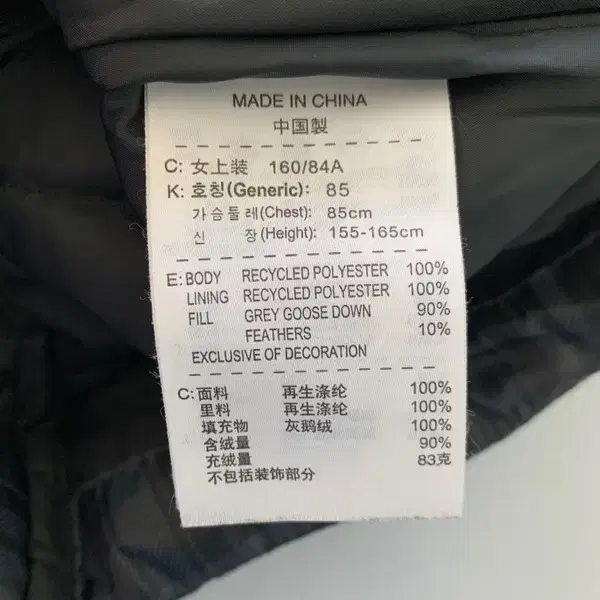 MADE IN CHINA
中国製
C: 女上装 160/84A
K: 호칭(Generic): 85
가슴둘레(Chest): 85cm
신 장(Height): 155-165cm
E: BODY RECYCLED POLYESTER 100%
LINING RECYCLED POLYESTER 100%
FILL GREY GOOSE DOWN 90%
FEATHERS 10%
EXCLUSIVE OF DECORATION
C: 面料 再生涤纶 100%
里料 再生涤纶 100%
填充物 灰鹅绒 100%
含绒量 90%
充绒量 83克
不包括装饰部分